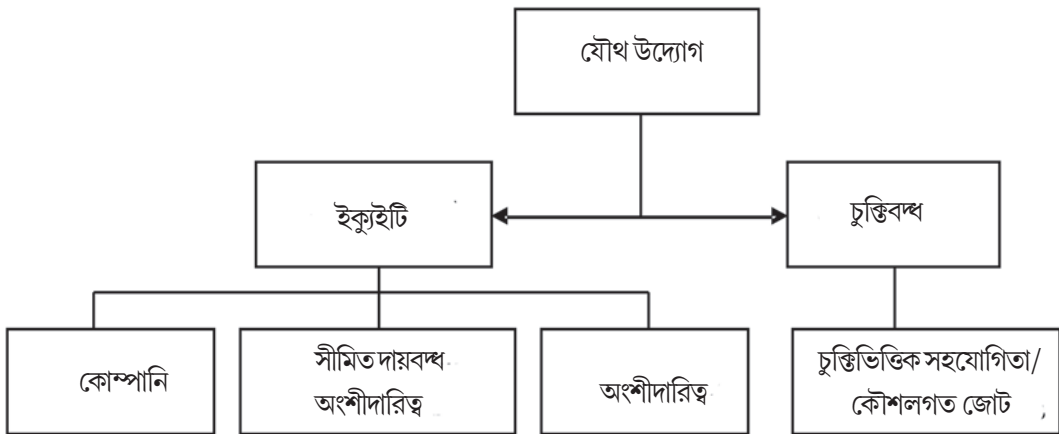 যৌথ উদ্যোগ
ইক্যুইটি
চুক্তিবদ্ধ
কোম্পানি
সীমিত দায়বদ্ধ
অংশীদারিত্ব
অংশীদারিত্ব
চুক্তিভিত্তিক সহযোগিতা/
কৌশলগত জোট